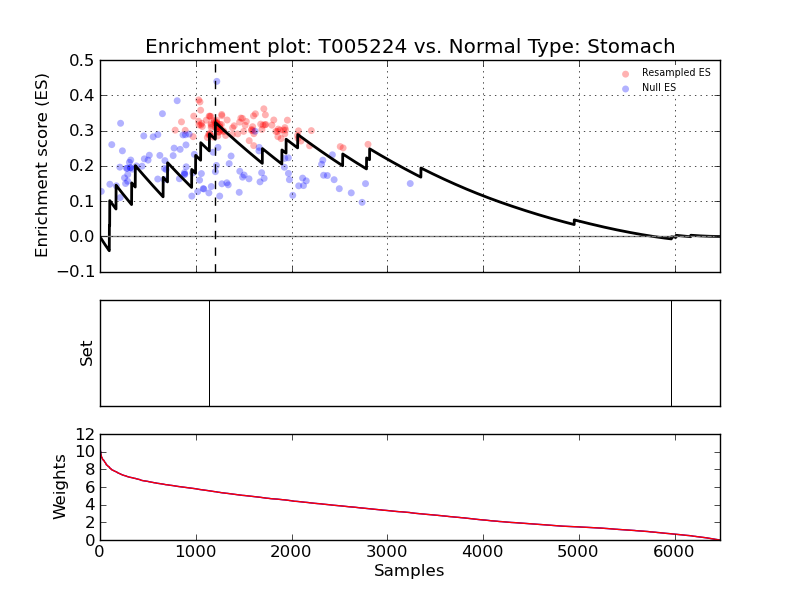 Enrichment plot: T005224 vs. Normal Type: Stomach
0.5
0.4
0.3
0.2
0.1
0.0
−0.1
Enrichment score (ES)
Resampled ES
Null ES
Set
12
10
8
6
4
2
0
Weights
0 1000 2000 3000 4000 5000 6000
Samples